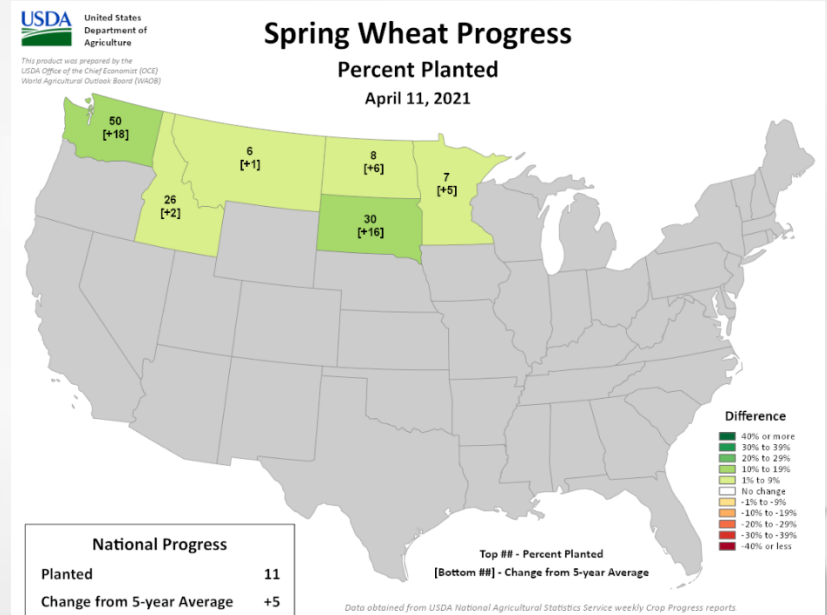 USDA
United States
Department of
Agriculture
This product was prepared by the
USDA Office of the Chief Economist (OCE)
World Agricultural Outlook Board (WAOB)
Spring Wheat Progress
Percent Planted
April 11, 2021
50
[+18]
6
[+1]
8
[+6]
7
[+5]
26
[+2]
30
[+16]
Difference
40% or more
30% to 39%
20% to 29%
10% to 19%
1% to 9%
No change
-1% to -9%
-10% to -19%
-20% to -29%
-30% to -39%
-40% or less
National Progress
Planted 11
Change from 5-year Average +5
Top ## - Percent Planted
[Bottom ##] - Change from 5-year Average
Data obtained from USDA National Agricultural Statistics Service weekly Crop Progress reports.